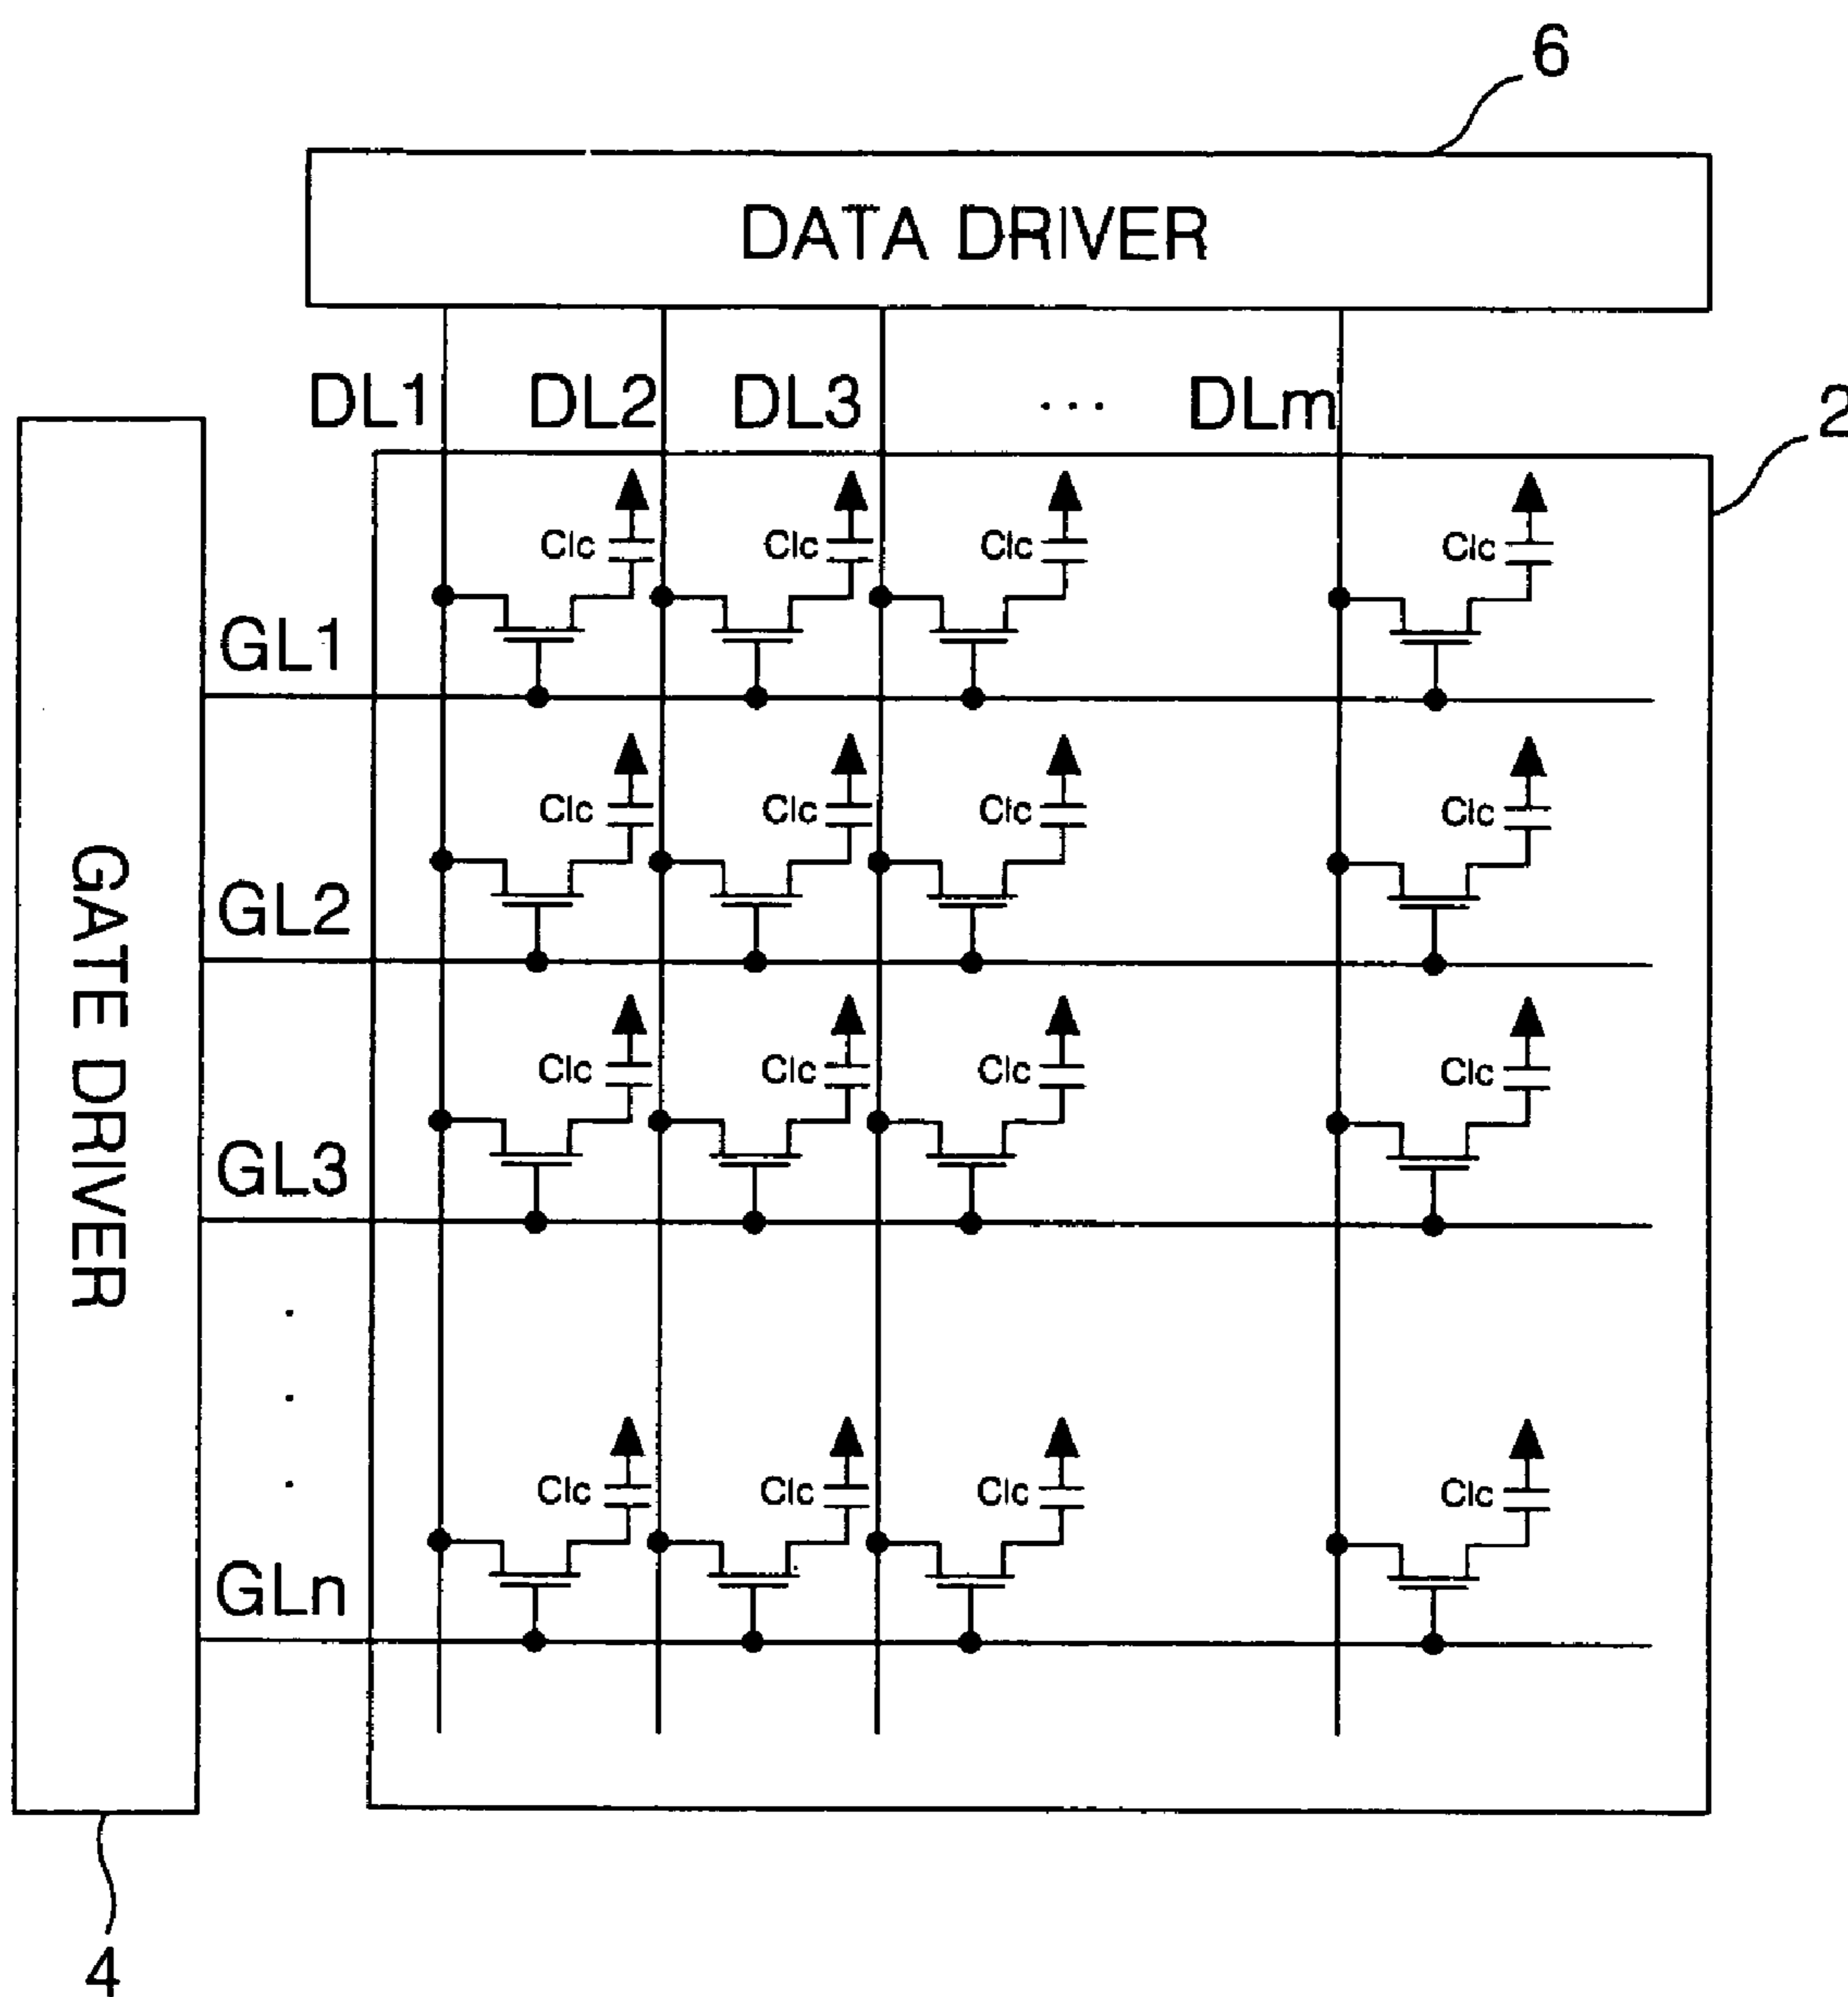 6
DATA DRIVER
DL1 DL2 DL3 ... DLm
2
Clc Clc Clc Clc
GL1
Clc Clc Clc Clc
GL2
GATE DRIVER
Clc Clc Clc Clc
GL3
.
.
.
Clc Clc Clc Clc
GLn
4